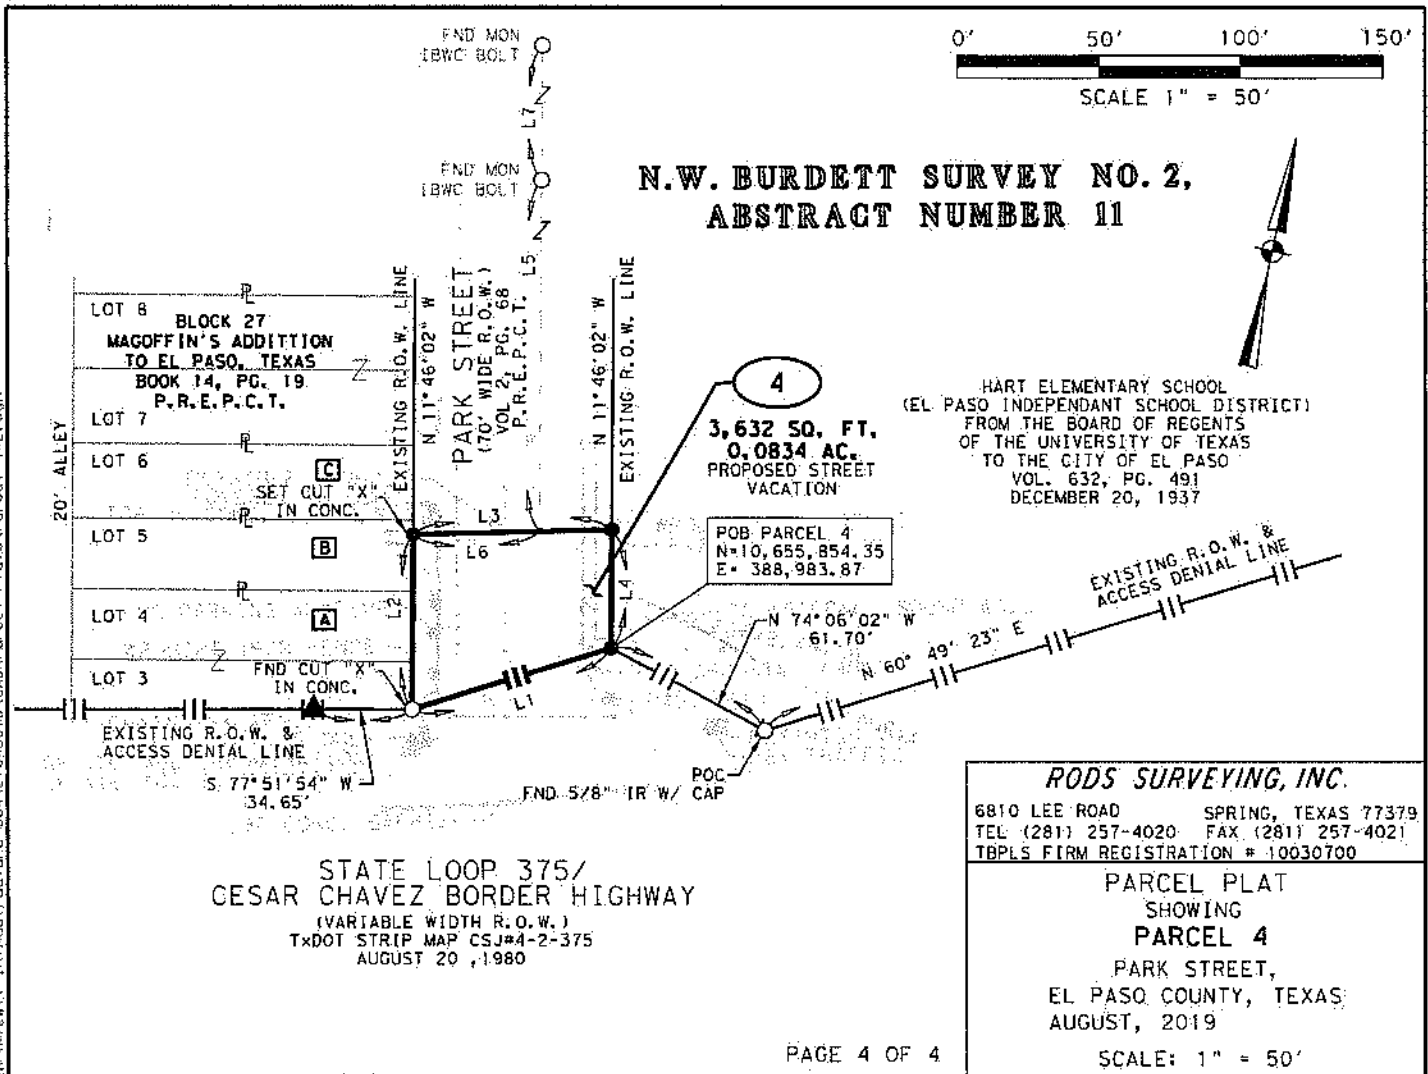 FND MON
IBWC BOLT
0' 50' 100' 150'
SCALE 1" = 50'
L7
FND MON
IBWC BOLT
N.W. BURDETT SURVEY NO. 2,
ABSTRACT NUMBER 11
L5
LOT 8
BLOCK 27
MAGOFFIN'S ADDITTION
TO EL PASO, TEXAS
BOOK 14, PG. 19
P.R.E.P.C.T.
LOT 7
LOT 6
LOT 5
LOT 4
LOT 3
20' ALLEY
C
B
A
EXISTING R.O.W. LINE
N 11°46'02" W
PARK STREET
(70' WIDE R.O.W.)
VOL 2, PG. 68
P.R.E.P.C.T.
N 11°46'02" W
EXISTING R.O.W. LINE
4
3,632 SQ. FT.
0.0834 AC.
PROPOSED STREET
VACATION
HART ELEMENTARY SCHOOL
(EL PASO INDEPENDANT SCHOOL DISTRICT)
FROM THE BOARD OF REGENTS
OF THE UNIVERSITY OF TEXAS
TO THE CITY OF EL PASO
VOL. 632, PG. 491
DECEMBER 20, 1937
SET CUT "X"
IN CONC.
L3
L6
L2
L4
L1
POB PARCEL 4
N=10,655,854.35
E= 388,983.87
EXISTING R.O.W. &
ACCESS DENIAL LINE
N 74°06'02" W
61.70'
N 60° 49' 23" E
FND CUT "X"
IN CONC.
EXISTING R.O.W. &
ACCESS DENIAL LINE
S 77°51'54" W
34.65'
POC
FND 5/8" IR W/ CAP
STATE LOOP 375/
CESAR CHAVEZ BORDER HIGHWAY
(VARIABLE WIDTH R.O.W.)
TxDOT STRIP MAP CSJ#4-2-375
AUGUST 20 ,1980
RODS SURVEYING, INC.
6810 LEE ROAD SPRING, TEXAS 77379
TEL (281) 257-4020 FAX (281) 257-4021
TBPLS FIRM REGISTRATION # 10030700
PARCEL PLAT
SHOWING
PARCEL 4
PARK STREET,
EL PASO COUNTY, TEXAS
AUGUST, 2019
SCALE: 1" = 50'
PAGE 4 OF 4